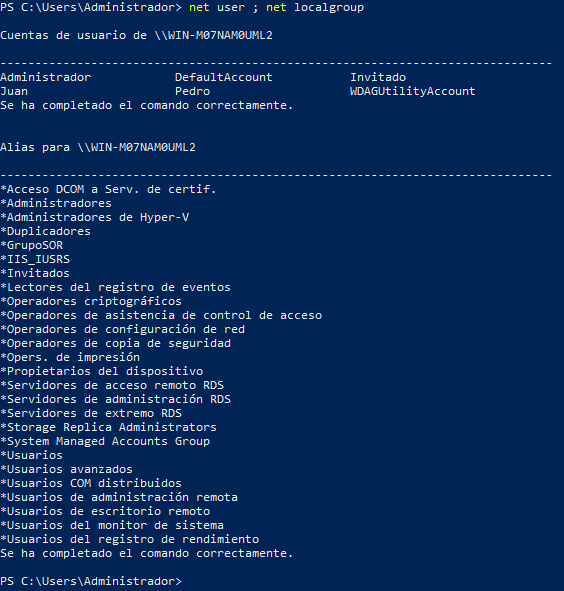 PS C:\Users\Administrador> net user ; net localgroup
Cuentas de usuario de \\WIN-M07NAM0UML2
-------------------------------------------------------------------------------
Administrador            DefaultAccount           Invitado
Juan                     Pedro                    WDAGUtilityAccount
Se ha completado el comando correctamente.
Alias para \\WIN-M07NAM0UML2
-------------------------------------------------------------------------------
*Acceso DCOM a Serv. de certif.
*Administradores
*Administradores de Hyper-V
*Duplicadores
*GrupoSOR
*IIS_IUSRS
*Invitados
*Lectores del registro de eventos
*Operadores criptográficos
*Operadores de asistencia de control de acceso
*Operadores de configuración de red
*Operadores de copia de seguridad
*Opers. de impresión
*Propietarios del dispositivo
*Servidores de acceso remoto RDS
*Servidores de administración RDS
*Servidores de extremo RDS
*Storage Replica Administrators
*System Managed Accounts Group
*Usuarios
*Usuarios avanzados
*Usuarios COM distribuidos
*Usuarios de administración remota
*Usuarios de escritorio remoto
*Usuarios del monitor de sistema
*Usuarios del registro de rendimiento
Se ha completado el comando correctamente.
PS C:\Users\Administrador>